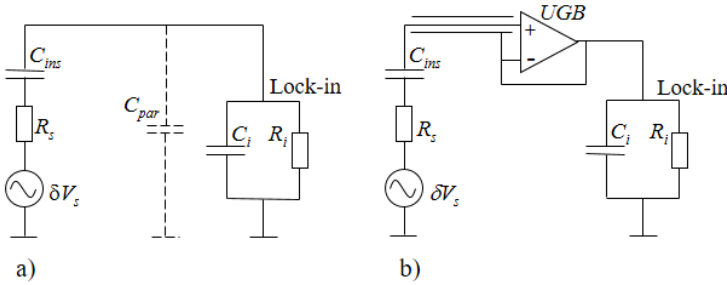 C_ins
R_s
δV_s
C_par
Lock-in
C_i
R_i
a)
UGB
+
-
C_ins
R_s
δV_s
Lock-in
C_i
R_i
b)